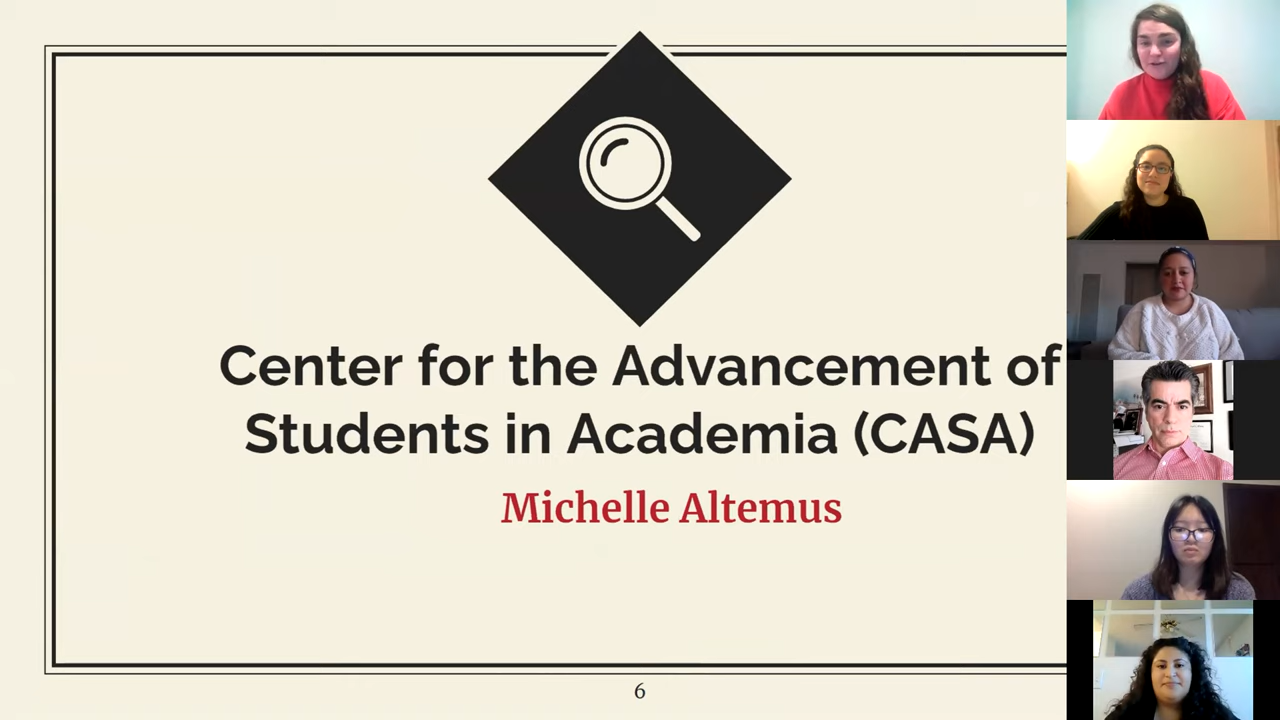 Center for the Advancement of
Students in Academia (CASA)
Michelle Altemus
6